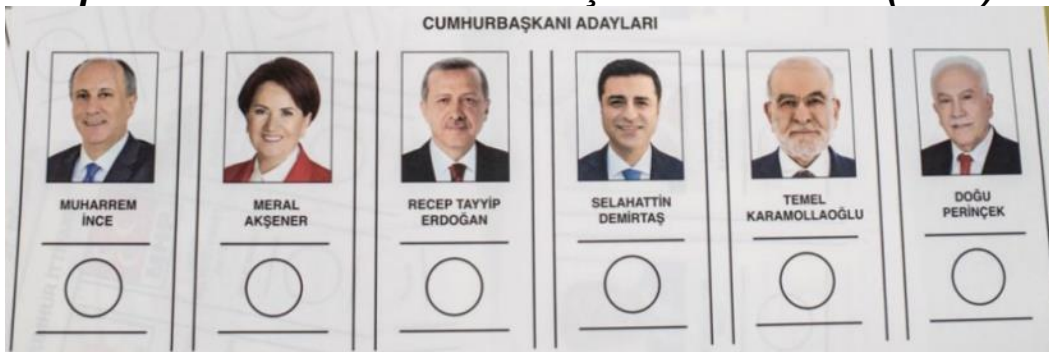 CUMHURBAŞKANI ADAYLARI
MUHARREM
İNCE
MERAL
AKŞENER
RECEP TAYYİP
ERDOĞAN
SELAHATTİN
DEMİRTAŞ
TEMEL
KARAMOLLAOĞLU
DOĞU
PERİNÇEK